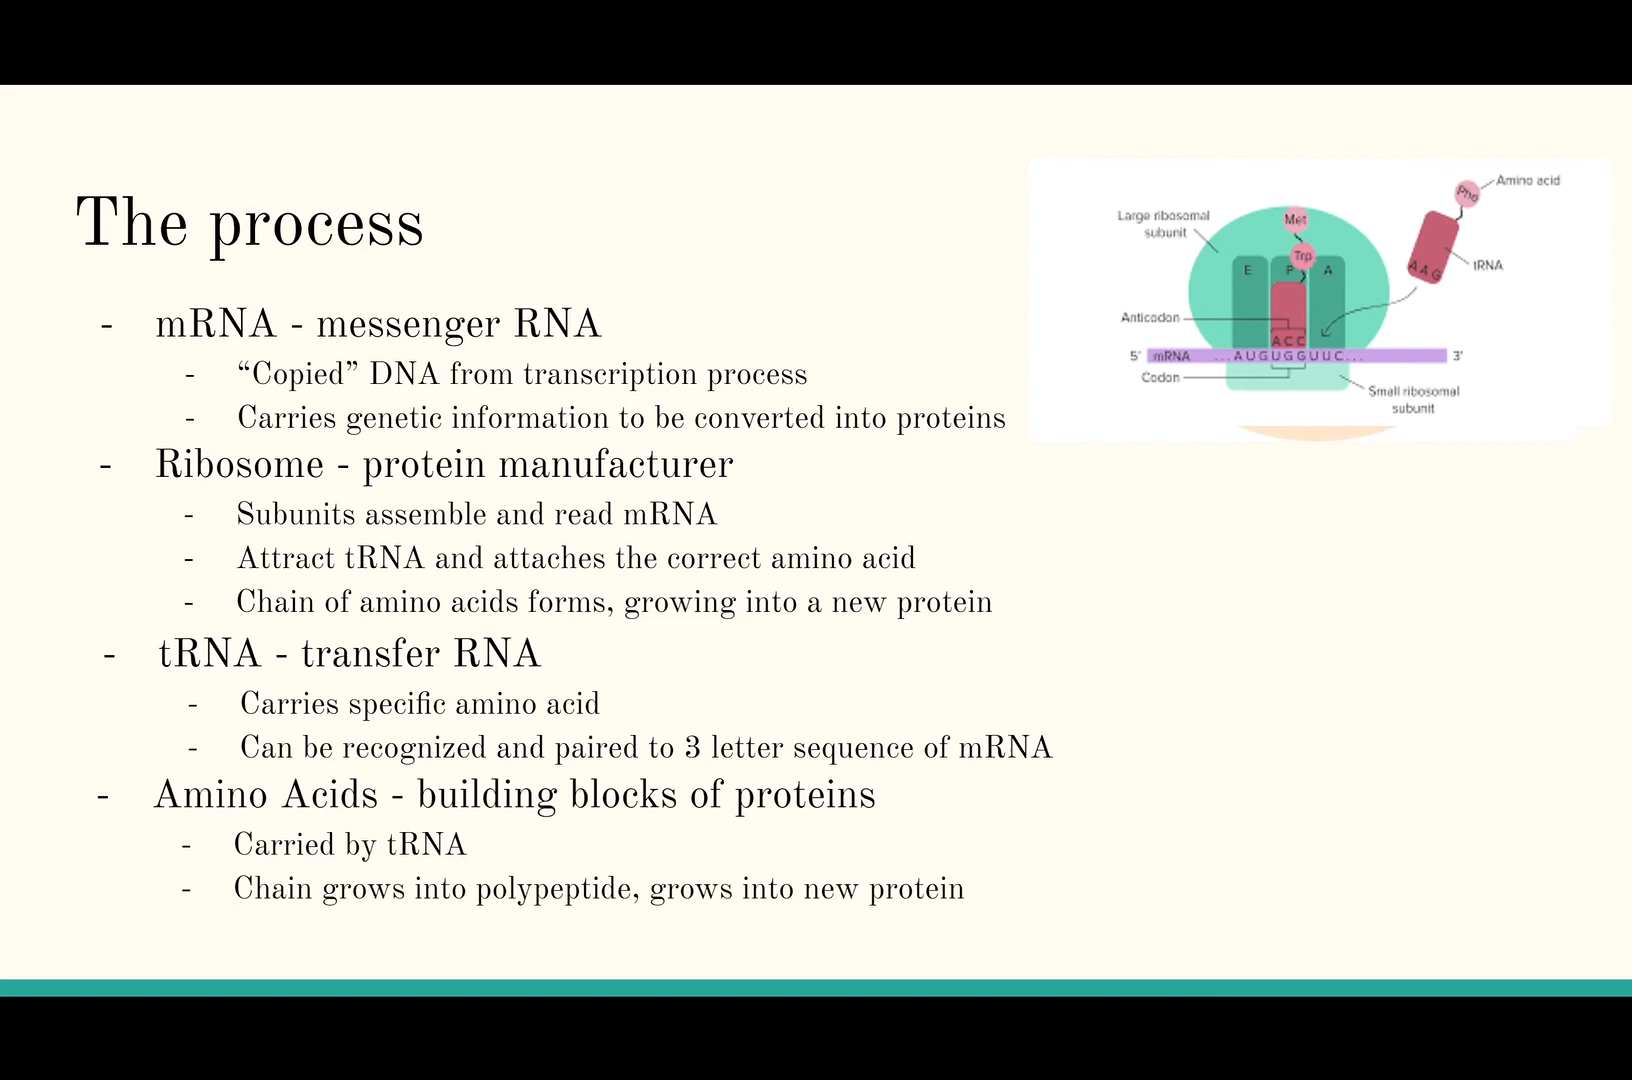 The process
- mRNA - messenger RNA
- “Copied” DNA from transcription process
- Carries genetic information to be converted into proteins
- Ribosome - protein manufacturer
- Subunits assemble and read mRNA
- Attract tRNA and attaches the correct amino acid
- Chain of amino acids forms, growing into a new protein
- tRNA - transfer RNA
- Carries specific amino acid
- Can be recognized and paired to 3 letter sequence of mRNA
- Amino Acids - building blocks of proteins
- Carried by tRNA
- Chain grows into polypeptide, grows into new protein
Amino acid
Phe
Large ribosomal
subunit
Met
Trp
E P A
AAG
tRNA
Anticodon
ACC
5' mRNA ...AUGUGGUUC... 3'
Codon
Small ribosomal
subunit